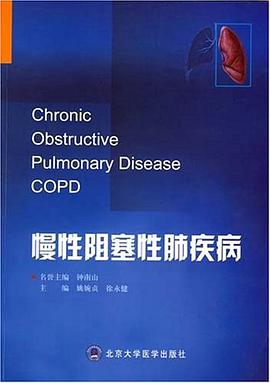 Chronic
Obstructive
Pulmonary Disease
COPD
慢性阻塞性肺疾病
名誉主编 钟南山
主 编 姚婉贞 徐永健
北京大学医学出版社